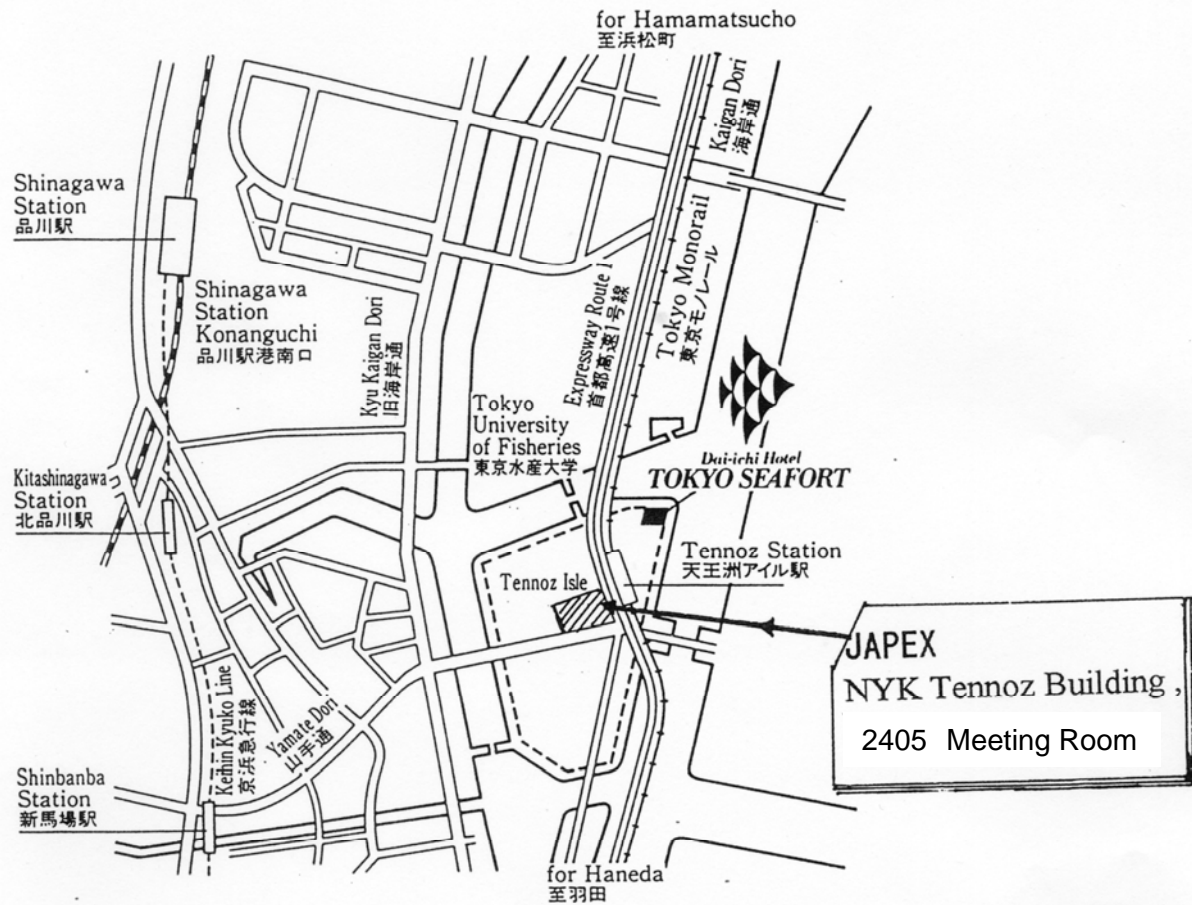 for Hamamatsucho
至浜松町
Kaigan Dori
海岸通
Shinagawa
Station
品川駅
Shinagawa
Station
Konanguchi
品川駅港南口
Kyu Kaigan Dori
旧海岸通
Expressway Route 1
首都高速1号線
Tokyo Monorail
東京モノレール
Tokyo
University
of Fisheries
東京水産大学
Dai-ichi Hotel
TOKYO SEAFORT
Kitashinagawa
Station
北品川駅
Tennoz Station
天王洲アイル駅
Tennoz Isle
JAPEX
NYK Tennoz Building ,
2405 Meeting Room
Keihin Kyuko Line
京浜急行線
Yamate Dori
山手通
Shinbanba
Station
新馬場駅
for Haneda
至羽田